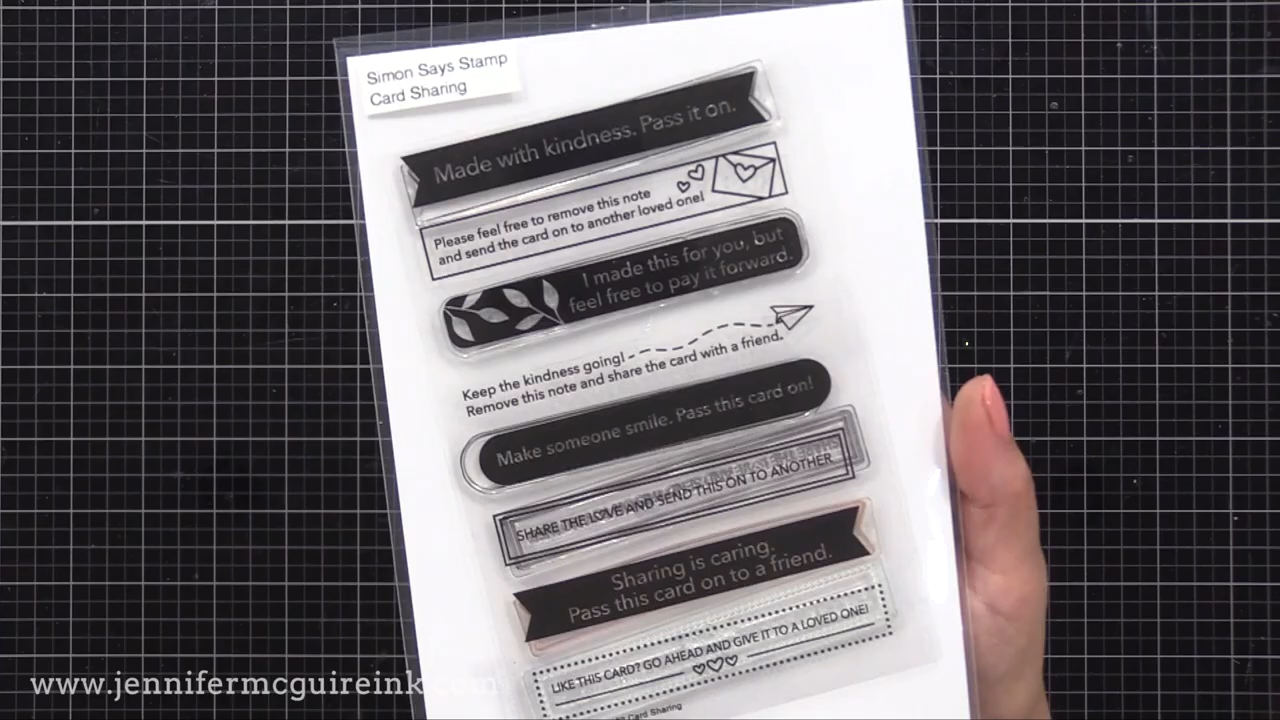 Simon Says Stamp
Card Sharing
Made with kindness. Pass it on.
Please feel free to remove this note
and send the card on to another loved one!
I made this for you, but
feel free to pay it forward.
Keep the kindness going!
Remove this note and share the card with a friend.
Make someone smile. Pass this card on!
SHARE THE LOVE AND SEND THIS ON TO ANOTHER
Sharing is caring.
Pass this card on to a friend.
LIKE THIS CARD? GO AHEAD AND GIVE IT TO A LOVED ONE!
Card Sharing
www.jennifermcguireink.com